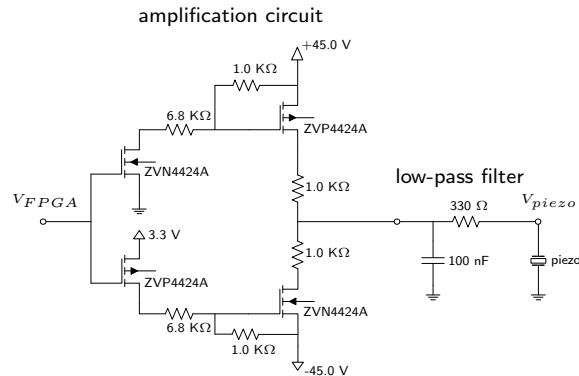 amplification circuit
+45.0 V
1.0 KΩ
6.8 KΩ
ZVP4424A
ZVN4424A
1.0 KΩ
low-pass filter
V_FPGA
330 Ω
V_piezo
3.3 V
1.0 KΩ
100 nF
piezo
ZVP4424A
ZVN4424A
6.8 KΩ
1.0 KΩ
-45.0 V